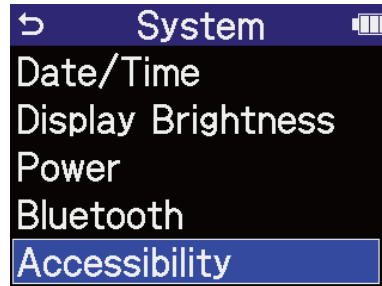 System
Date/Time
Display Brightness
Power
Bluetooth
Accessibility